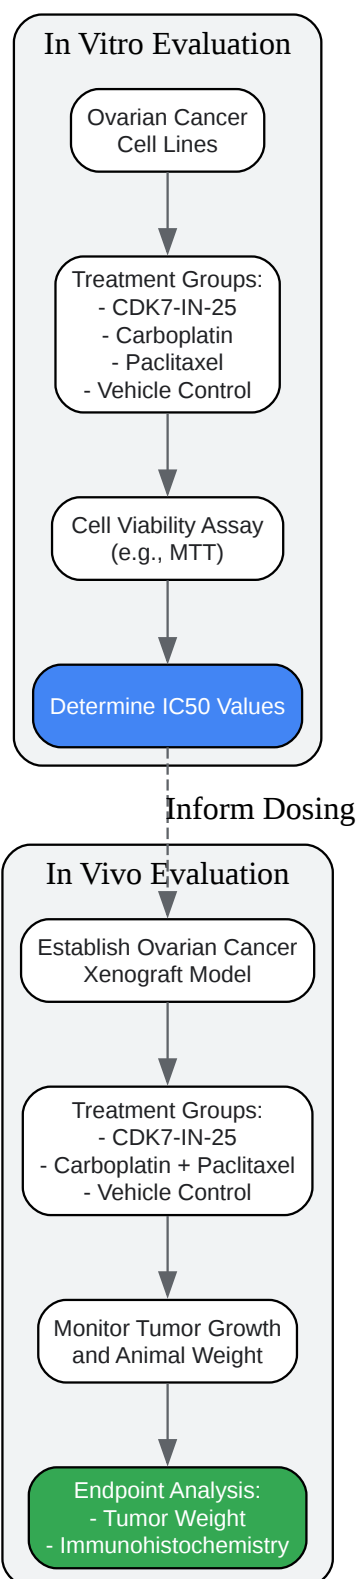 In Vitro Evaluation
Ovarian Cancer
Cell Lines
Treatment Groups:
- CDK7-IN-25
- Carboplatin
- Paclitaxel
- Vehicle Control
Cell Viability Assay
(e.g., MTT)
Determine IC50 Values
Inform Dosing
In Vivo Evaluation
Establish Ovarian Cancer
Xenograft Model
Treatment Groups:
- CDK7-IN-25
- Carboplatin + Paclitaxel
- Vehicle Control
Monitor Tumor Growth
and Animal Weight
Endpoint Analysis:
- Tumor Weight
- Immunohistochemistry